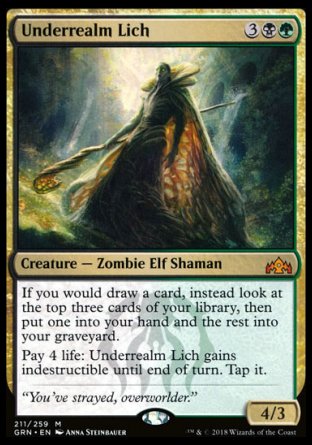 Underrealm Lich 3
Creature — Zombie Elf Shaman
If you would draw a card, instead look at
the top three cards of your library, then
put one into your hand and the rest into
your graveyard.
Pay 4 life: Underrealm Lich gains
indestructible until end of turn. Tap it.
“You’ve strayed, overworlder.”
4/3
211/259 M
GRN • EN Anna Steinbauer
™ & © 2018 Wizards of the Coast